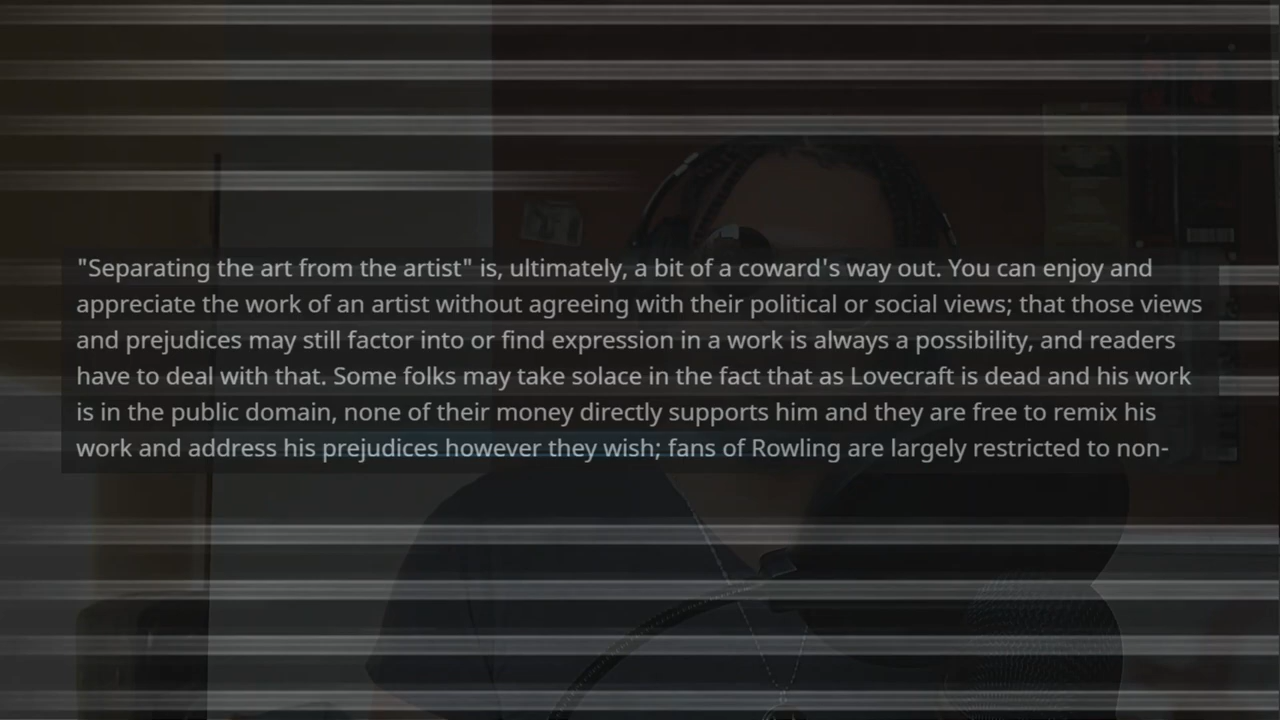 "Separating the art from the artist" is, ultimately, a bit of a coward's way out. You can enjoy and
appreciate the work of an artist without agreeing with their political or social views; that those views
and prejudices may still factor into or find expression in a work is always a possibility, and readers
have to deal with that. Some folks may take solace in the fact that as Lovecraft is dead and his work
is in the public domain, none of their money directly supports him and they are free to remix his
work and address his prejudices however they wish; fans of Rowling are largely restricted to non-